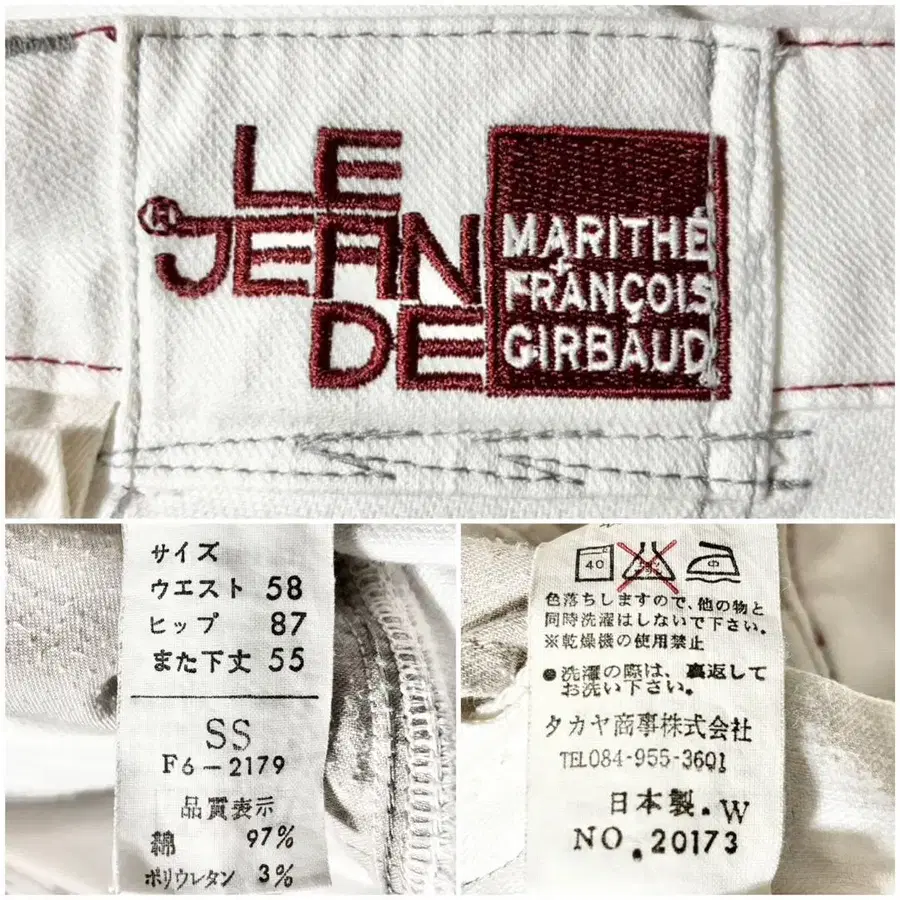 LE
JEAN
DE
MARITHÉ
+
FRANÇOIS
GIRBAUD
サイズ
ウエスト 58
ヒップ 87
また下丈 55
SS
F6-2179
品質表示
綿 97%
ポリウレタン 3%
40
中
色落ちしますので、他の物と
同時洗濯はしないで下さい。
※乾燥機の使用禁止
●洗濯の際は、裏返して
お洗い下さい。
タカヤ商事株式会社
TEL084-955-3601
日本製.W
NO.20173